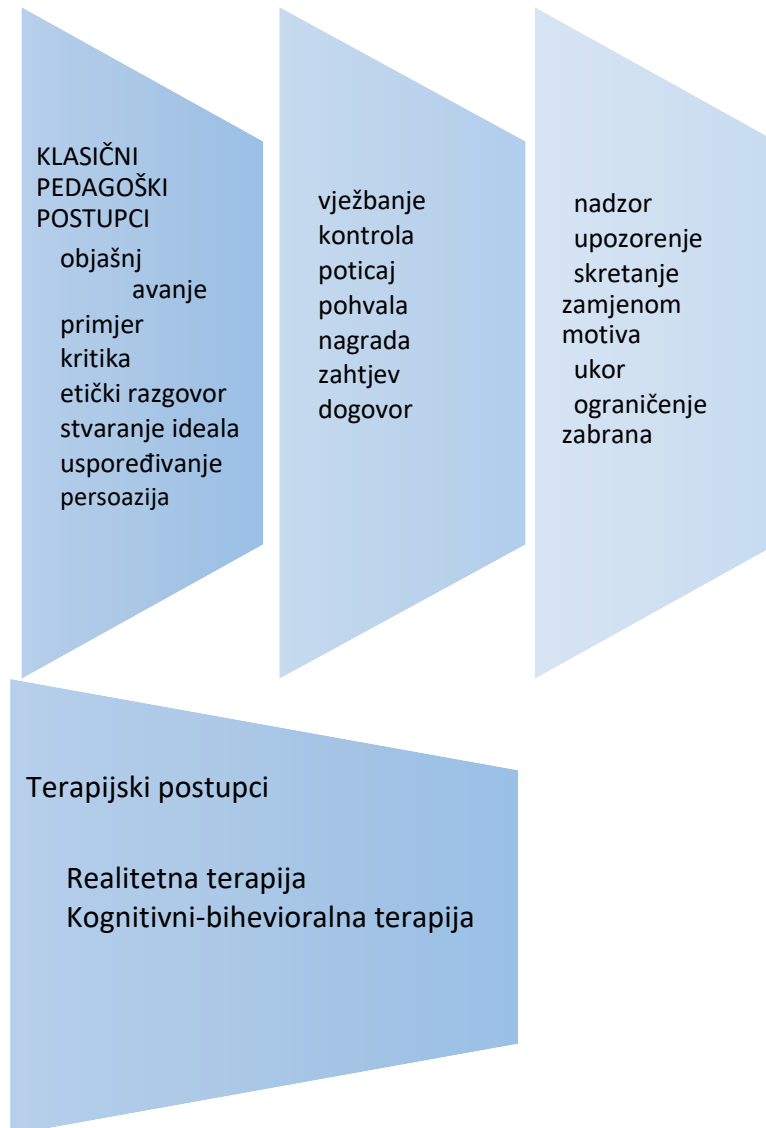 KLASIČNI
PEDAGOŠKI
POSTUPCI
objašnj
avanje
primjer
kritika
etički razgovor
stvaranje ideala
uspoređivanje
persoazija
vježbanje
kontrola
poticaj
pohvala
nagrada
zahtjev
dogovor
nadzor
upozorenje
skretanje
zamjenom
motiva
ukor
ograničenje
zabrana
Terapijski postupci
Realitetna terapija
Kognitivni-bihevioralna terapija